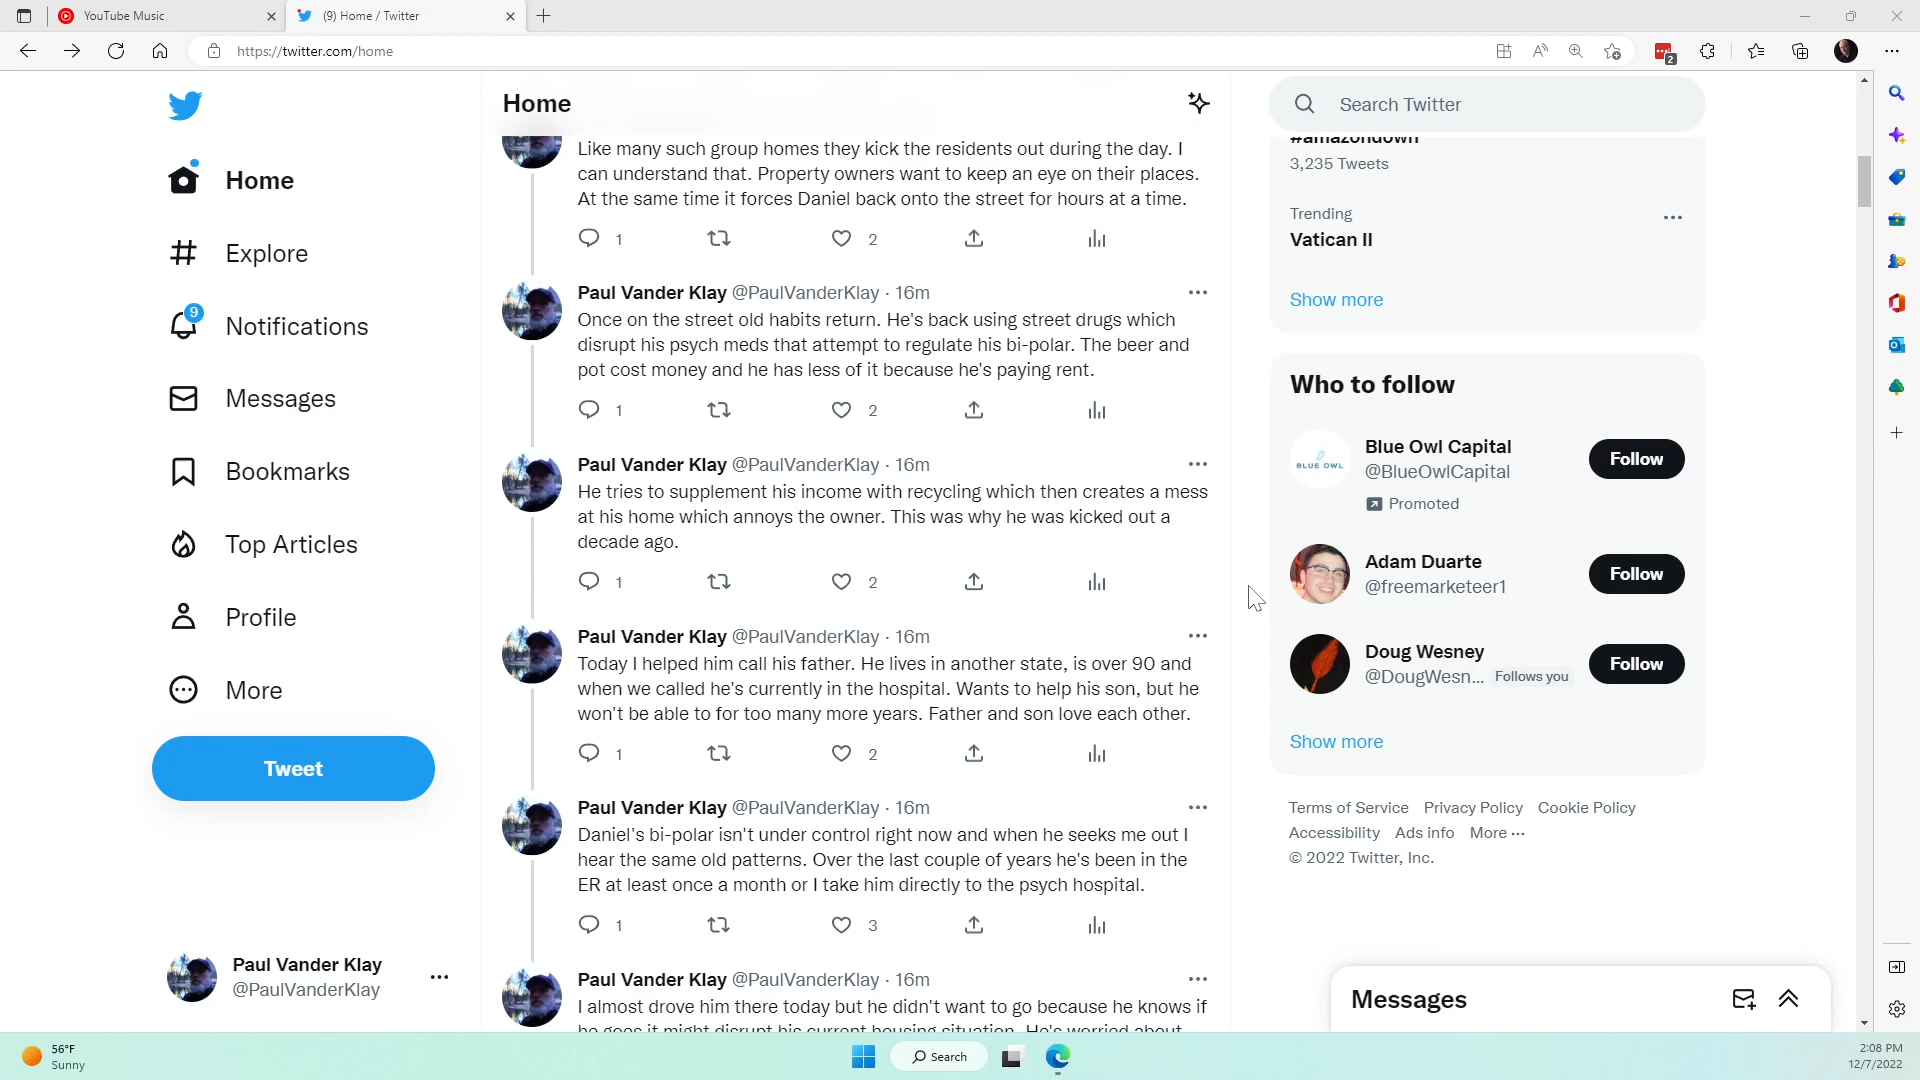 YouTube Music
(9) Home / Twitter
https://twitter.com/home
2
Home
Explore
9
Notifications
Messages
Bookmarks
Top Articles
Profile
More
Tweet
Paul Vander Klay
@PaulVanderKlay
Home
Like many such group homes they kick the residents out during the day. I
can understand that. Property owners want to keep an eye on their places.
At the same time it forces Daniel back onto the street for hours at a time.
1
2
Paul Vander Klay @PaulVanderKlay · 16m
Once on the street old habits return. He's back using street drugs which
disrupt his psych meds that attempt to regulate his bi-polar. The beer and
pot cost money and he has less of it because he's paying rent.
1
2
Paul Vander Klay @PaulVanderKlay · 16m
He tries to supplement his income with recycling which then creates a mess
at his home which annoys the owner. This was why he was kicked out a
decade ago.
1
2
Paul Vander Klay @PaulVanderKlay · 16m
Today I helped him call his father. He lives in another state, is over 90 and
when we called he's currently in the hospital. Wants to help his son, but he
won't be able to for too many more years. Father and son love each other.
1
2
Paul Vander Klay @PaulVanderKlay · 16m
Daniel's bi-polar isn't under control right now and when he seeks me out I
hear the same old patterns. Over the last couple of years he's been in the
ER at least once a month or I take him directly to the psych hospital.
1
3
Paul Vander Klay @PaulVanderKlay · 16m
I almost drove him there today but he didn't want to go because he knows if
he goes it might disrupt his current housing situation. He's worried about
Search Twitter
#amazondown
3,235 Tweets
Trending
Vatican II
Show more
Who to follow
Blue Owl Capital
@BlueOwlCapital
Promoted
BLUE OWL
Follow
Adam Duarte
@freemarketeer1
Follow
Doug Wesney
@DougWesn... Follows you
Follow
Show more
Terms of Service Privacy Policy Cookie Policy
Accessibility Ads info More ···
© 2022 Twitter, Inc.
Messages
56°F
Sunny
Search
2:08 PM
12/7/2022